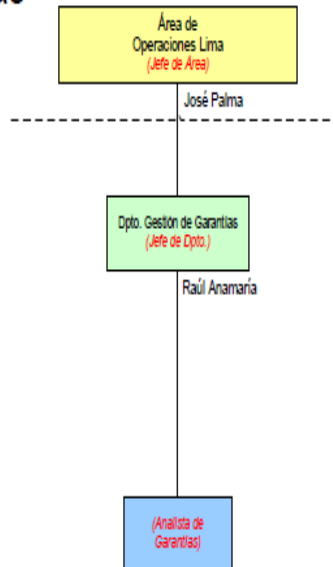 Área de
Operaciones Lima
(Jefe de Area)
José Palma
Dpto. Gestión de Garantías
(Jefe de Dpto.)
Raúl Anamaría
(Analista de
Garantías)